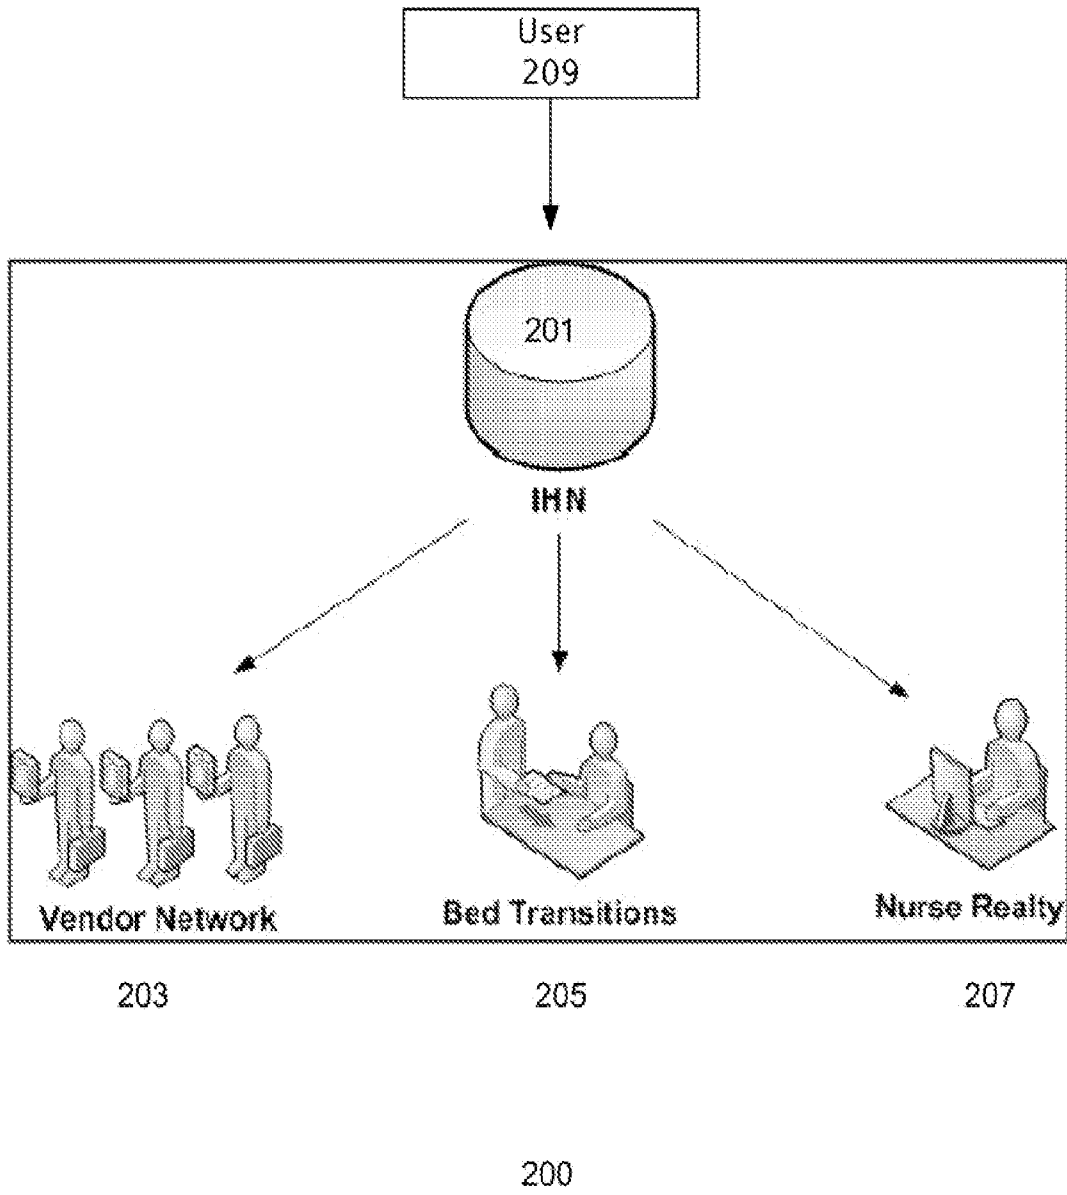 User
209
201
IHN
Vendor Network
Bed Transitions
Nurse Realty
203
205
207
200